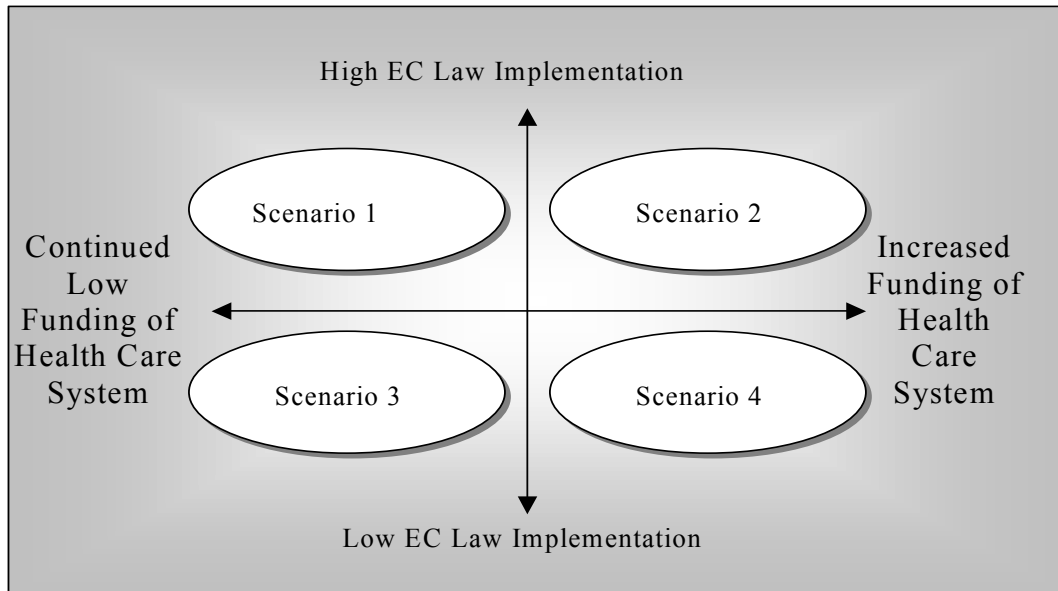 High EC Law Implementation
Scenario 1
Scenario 2
Continued
Low
Funding of
Health Care
System
Increased
Funding of
Health
Care
System
Scenario 3
Scenario 4
Low EC Law Implementation